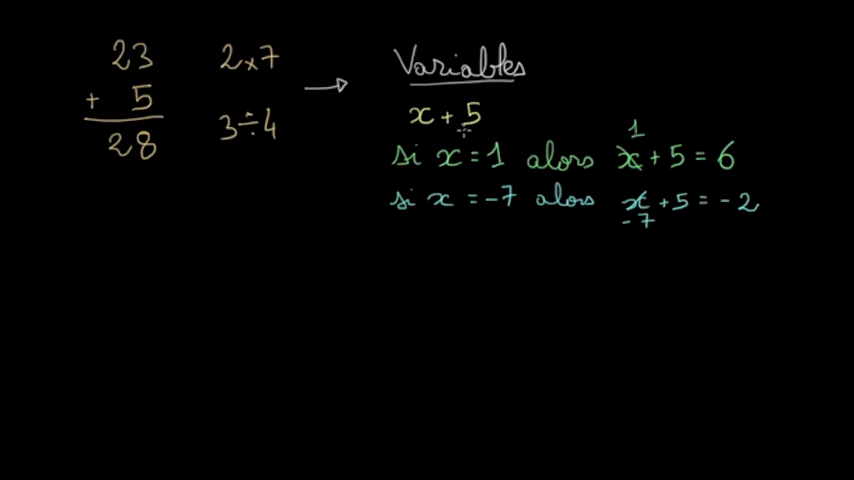 23
+ 5
28
2×7
3÷4
→
Variables
x + 5
si x = 1 alors x + 5 = 6
1
si x = -7 alors x + 5 = -2
-7